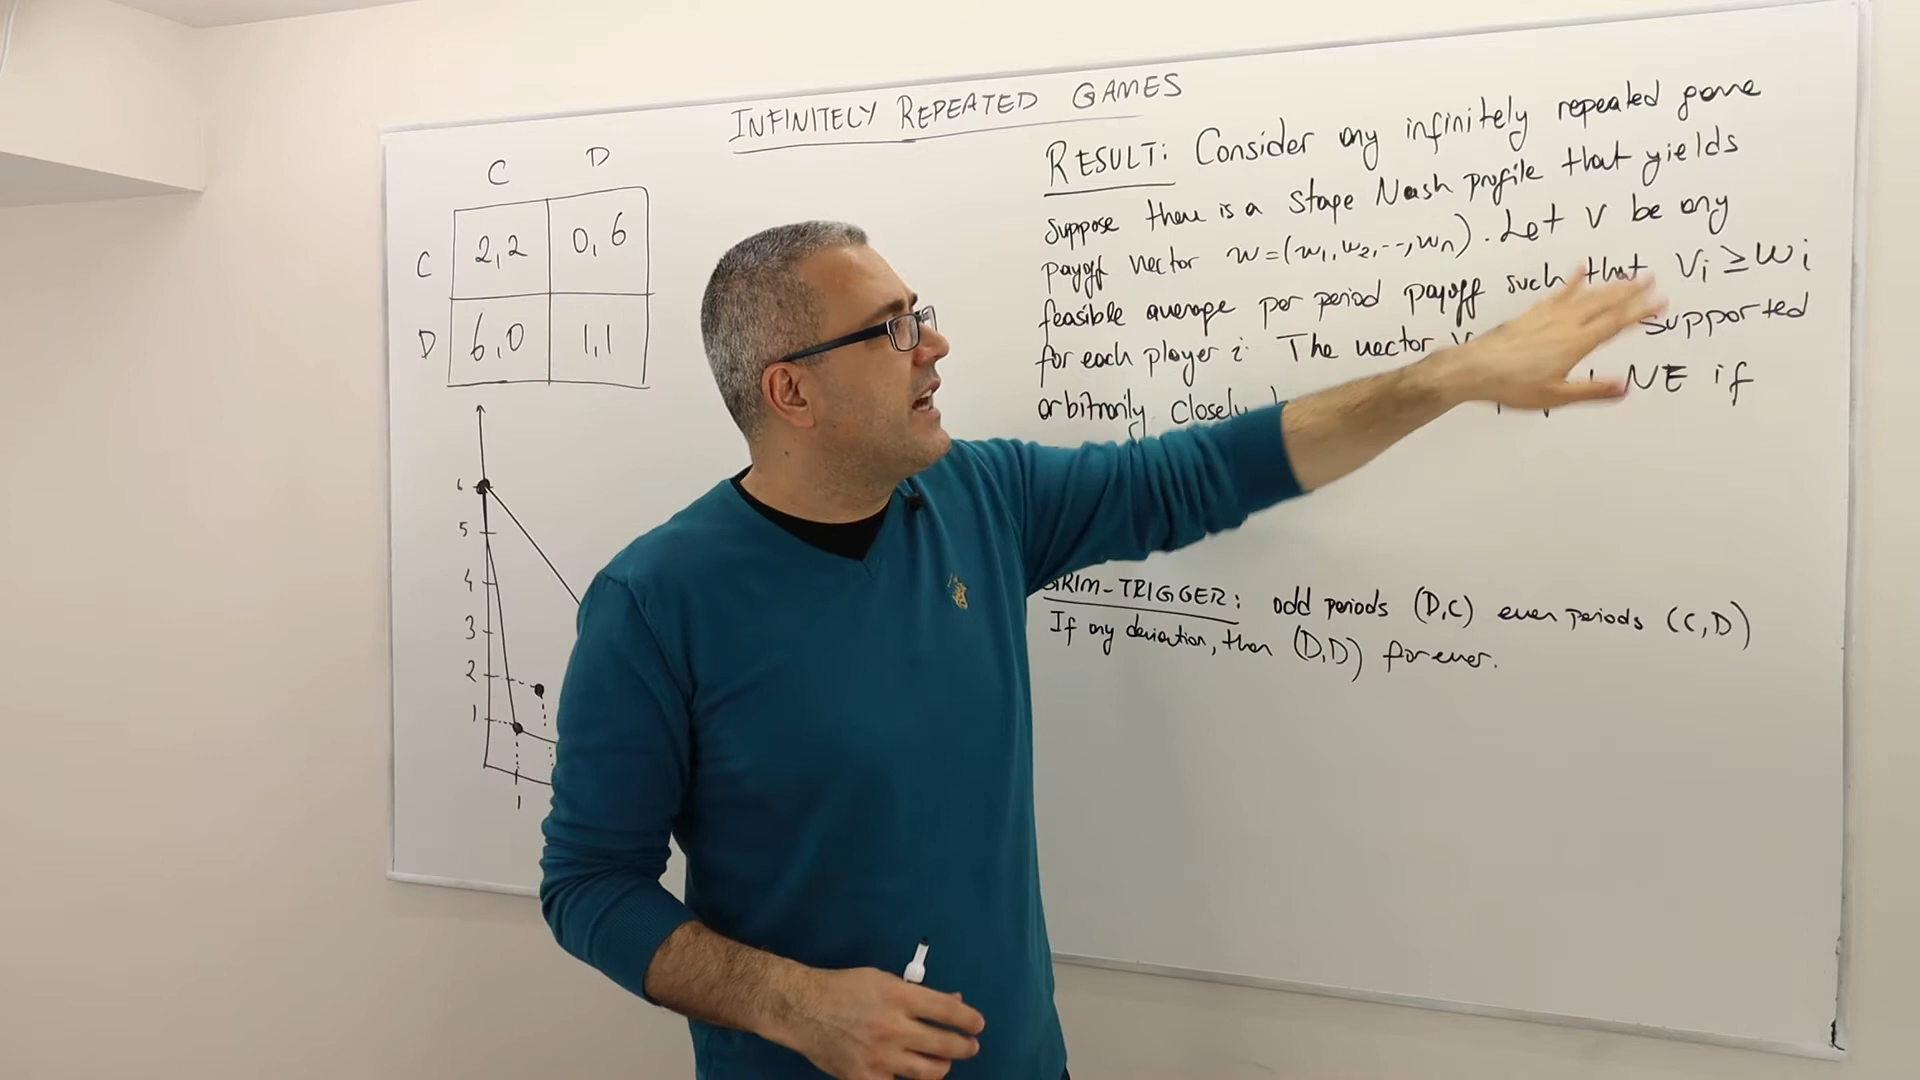 INFINITELY REPEATED GAMES
C D
C 2,2 0,6
D 6,0 1,1
6
5
4
3
2
1
1
RESULT: Consider any infinitely repeated game
Suppose there is a stage Nash profile that yields
payoff vector w=(w1,w2,--,wn). Let v be any
feasible average per period payoff such that vi≥wi
for each player i. The vector v supported
arbitrarily closely NE if
GRIM-TRIGGER: odd periods (D,C) even periods (C,D)
If any deviation, then (D,D) forever.